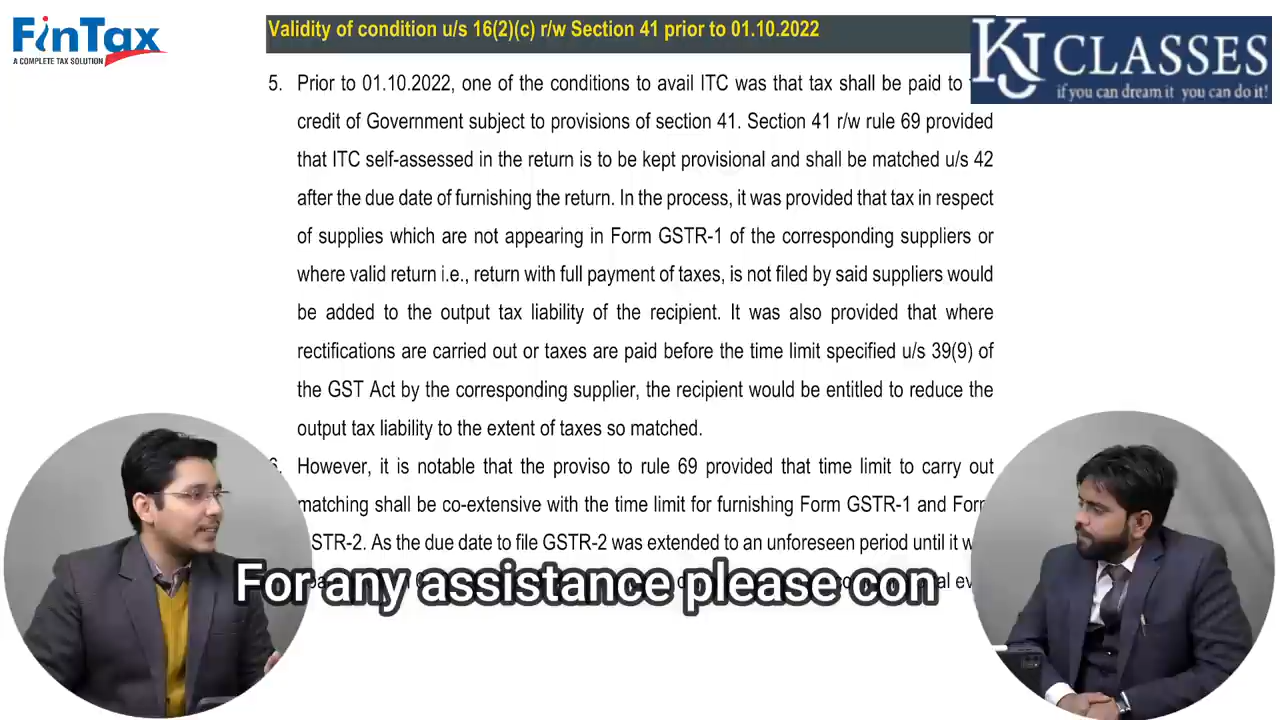 FinTax
A COMPLETE TAX SOLUTION
Validity of condition u/s 16(2)(c) r/w Section 41 prior to 01.10.2022
KJ CLASSES
if you can dream it you can do it!
5. Prior to 01.10.2022, one of the conditions to avail ITC was that tax shall be paid to
credit of Government subject to provisions of section 41. Section 41 r/w rule 69 provided
that ITC self-assessed in the return is to be kept provisional and shall be matched u/s 42
after the due date of furnishing the return. In the process, it was provided that tax in respect
of supplies which are not appearing in Form GSTR-1 of the corresponding suppliers or
where valid return i.e., return with full payment of taxes, is not filed by said suppliers would
be added to the output tax liability of the recipient. It was also provided that where
rectifications are carried out or taxes are paid before the time limit specified u/s 39(9) of
the GST Act by the corresponding supplier, the recipient would be entitled to reduce the
output tax liability to the extent of taxes so matched.
However, it is notable that the proviso to rule 69 provided that time limit to carry out
matching shall be co-extensive with the time limit for furnishing Form GSTR-1 and
GSTR-2. As the due date to file GSTR-2 was extended to an unforeseen period until it
For any assistance please con